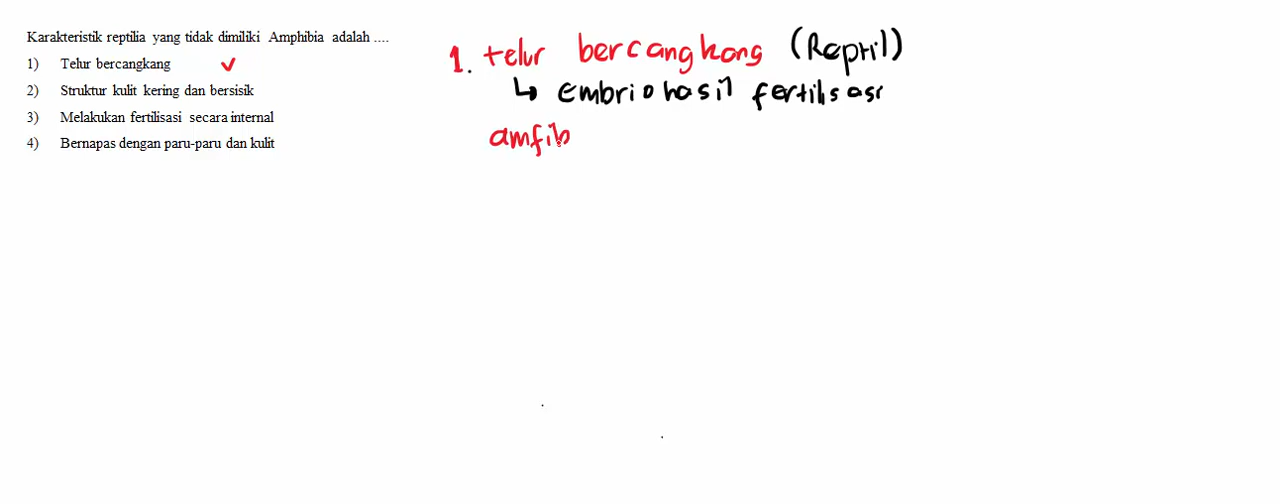 Karakteristik reptilia yang tidak dimiliki Amphibia adalah ....
1) Telur bercangkang ✓
2) Struktur kulit kering dan bersisik
3) Melakukan fertilisasi secara internal
4) Bernapas dengan paru-paru dan kulit
1. telur bercangkang (Reptil)
↳ embrio hasil fertilisasi
amfib